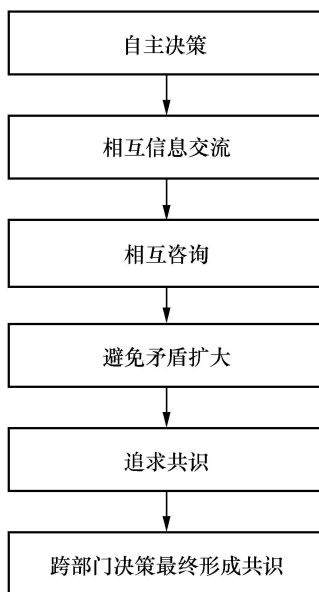 自主决策
相互信息交流
相互咨询
避免矛盾扩大
追求共识
跨部门决策最终形成共识